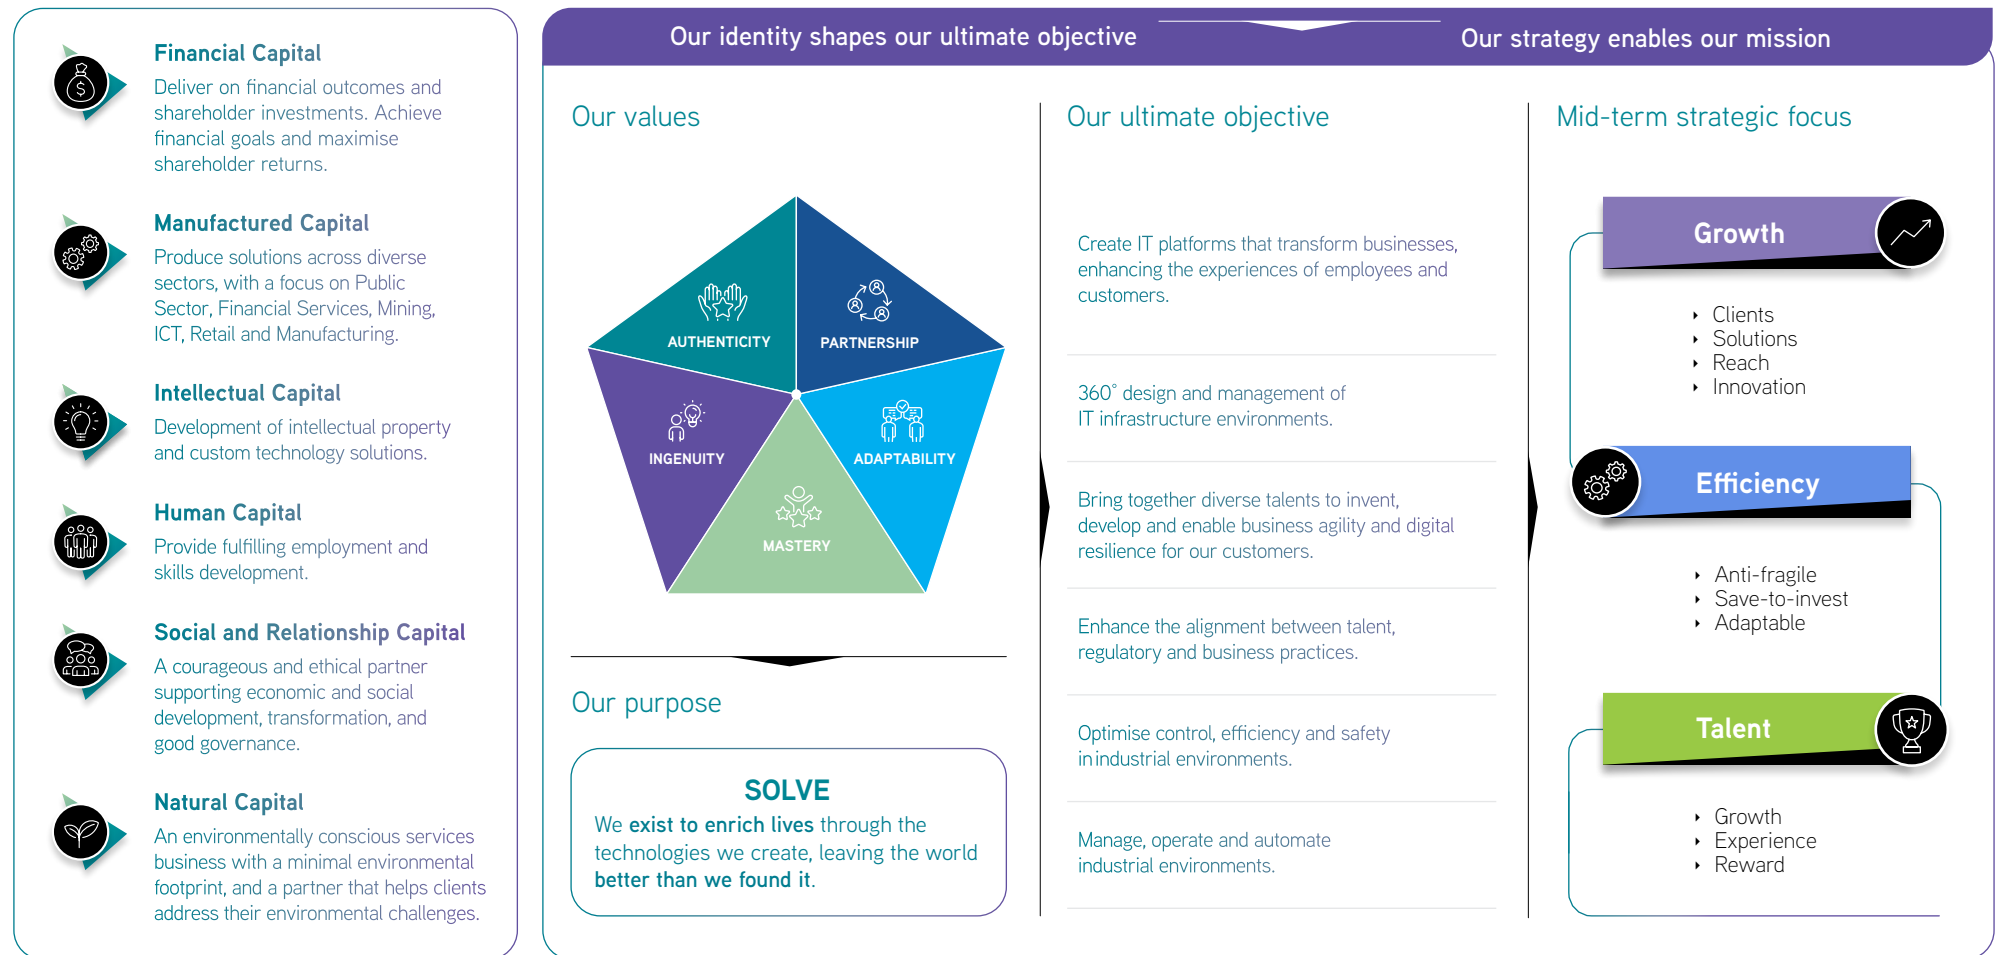 Financial Capital
Deliver on financial outcomes and
shareholder investments. Achieve
financial goals and maximise
shareholder returns.
Manufactured Capital
Produce solutions across diverse
sectors, with a focus on Public
Sector, Financial Services, Mining,
ICT, Retail and Manufacturing.
Intellectual Capital
Development of intellectual property
and custom technology solutions.
Human Capital
Provide fulfilling employment and
skills development.
Social and Relationship Capital
A courageous and ethical partner
supporting economic and social
development, transformation, and
good governance.
Natural Capital
An environmentally conscious services
business with a minimal environmental
footprint, and a partner that helps clients
address their environmental challenges.
Our identity shapes our ultimate objective
Our strategy enables our mission
Our values
AUTHENTICITY
PARTNERSHIP
INGENUITY
ADAPTABILITY
MASTERY
Our purpose
SOLVE
We exist to enrich lives through the
technologies we create, leaving the world
better than we found it.
Our ultimate objective
Create IT platforms that transform businesses,
enhancing the experiences of employees and
customers.
360° design and management of
IT infrastructure environments.
Bring together diverse talents to invent,
develop and enable business agility and digital
resilience for our customers.
Enhance the alignment between talent,
regulatory and business practices.
Optimise control, efficiency and safety
in industrial environments.
Manage, operate and automate
industrial environments.
Mid-term strategic focus
Growth
Clients
Solutions
Reach
Innovation
Efficiency
Anti-fragile
Save-to-invest
Adaptable
Talent
Growth
Experience
Reward